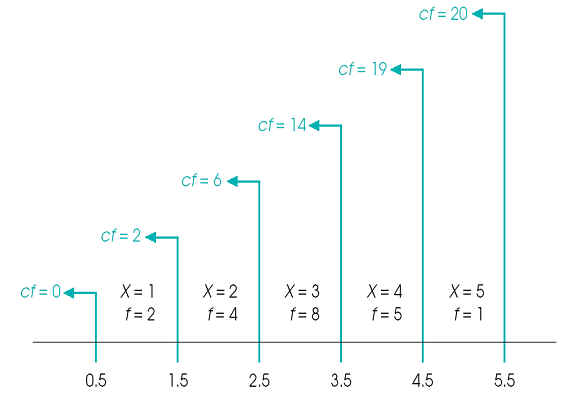 cf = 20
cf = 19
cf = 14
cf = 6
cf = 2
cf = 0
X = 1 X = 2 X = 3 X = 4 X = 5
f = 2 f = 4 f = 8 f = 5 f = 1
0.5 1.5 2.5 3.5 4.5 5.5